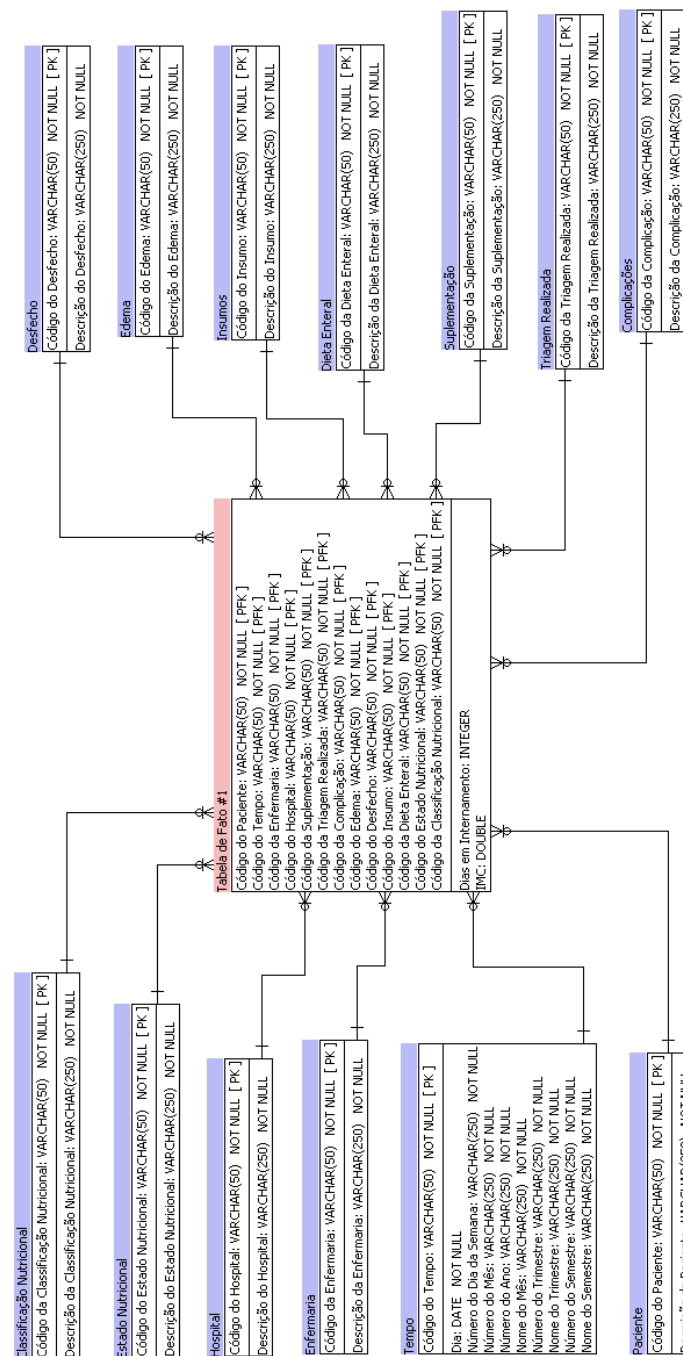 Desfecho
Código do Desfecho: VARCHAR(50) NOT NULL [ PK ]
Descrição do Desfecho: VARCHAR(250) NOT NULL
Edema
Código do Edema: VARCHAR(50) NOT NULL [ PK ]
Descrição do Edema: VARCHAR(250) NOT NULL
Insumos
Código do Insumo: VARCHAR(50) NOT NULL [ PK ]
Descrição do Insumo: VARCHAR(250) NOT NULL
Dieta Enteral
Código da Dieta Enteral: VARCHAR(50) NOT NULL [ PK ]
Descrição da Dieta Enteral: VARCHAR(250) NOT NULL
Suplementação
Código da Suplementação: VARCHAR(50) NOT NULL [ PK ]
Descrição da Suplementação: VARCHAR(250) NOT NULL
Triagem Realizada
Código da Triagem Realizada: VARCHAR(50) NOT NULL [ PK ]
Descrição da Triagem Realizada: VARCHAR(250) NOT NULL
Complicações
Código da Complicação: VARCHAR(50) NOT NULL [ PK ]
Descrição da Complicação: VARCHAR(250) NOT NULL
Tabela de Fato #1
Código do Paciente: VARCHAR(50) NOT NULL [ PFK ]
Código do Tempo: VARCHAR(50) NOT NULL [ PFK ]
Código da Enfermaria: VARCHAR(50) NOT NULL [ PFK ]
Código do Hospital: VARCHAR(50) NOT NULL [ PFK ]
Código da Suplementação: VARCHAR(50) NOT NULL [ PFK ]
Código da Triagem Realizada: VARCHAR(50) NOT NULL [ PFK ]
Código da Complicação: VARCHAR(50) NOT NULL [ PFK ]
Código do Edema: VARCHAR(50) NOT NULL [ PFK ]
Código do Desfecho: VARCHAR(50) NOT NULL [ PFK ]
Código do Insumo: VARCHAR(50) NOT NULL [ PFK ]
Código da Dieta Enteral: VARCHAR(50) NOT NULL [ PFK ]
Código do Estado Nutricional: VARCHAR(50) NOT NULL [ PFK ]
Código da Classificação Nutricional: VARCHAR(50) NOT NULL [ PFK ]
Dias em Internamento: INTEGER
IMC: DOUBLE
Classificação Nutricional
Código da Classificação Nutricional: VARCHAR(50) NOT NULL [ PK ]
Descrição da Classificação Nutricional: VARCHAR(250) NOT NULL
Estado Nutricional
Código do Estado Nutricional: VARCHAR(50) NOT NULL [ PK ]
Descrição do Estado Nutricional: VARCHAR(250) NOT NULL
Hospital
Código do Hospital: VARCHAR(50) NOT NULL [ PK ]
Descrição do Hospital: VARCHAR(250) NOT NULL
Enfermaria
Código da Enfermaria: VARCHAR(50) NOT NULL [ PK ]
Descrição da Enfermaria: VARCHAR(250) NOT NULL
Tempo
Código do Tempo: VARCHAR(50) NOT NULL [ PK ]
Dia: DATE NOT NULL
Número do Dia da Semana: VARCHAR(250) NOT NULL
Número do Mês: VARCHAR(250) NOT NULL
Número do Ano: VARCHAR(250) NOT NULL
Nome do Mês: VARCHAR(250) NOT NULL
Número do Trimestre: VARCHAR(250) NOT NULL
Nome do Trimestre: VARCHAR(250) NOT NULL
Número do Semestre: VARCHAR(250) NOT NULL
Nome do Semestre: VARCHAR(250) NOT NULL
Paciente
Código do Paciente: VARCHAR(50) NOT NULL [ PK ]